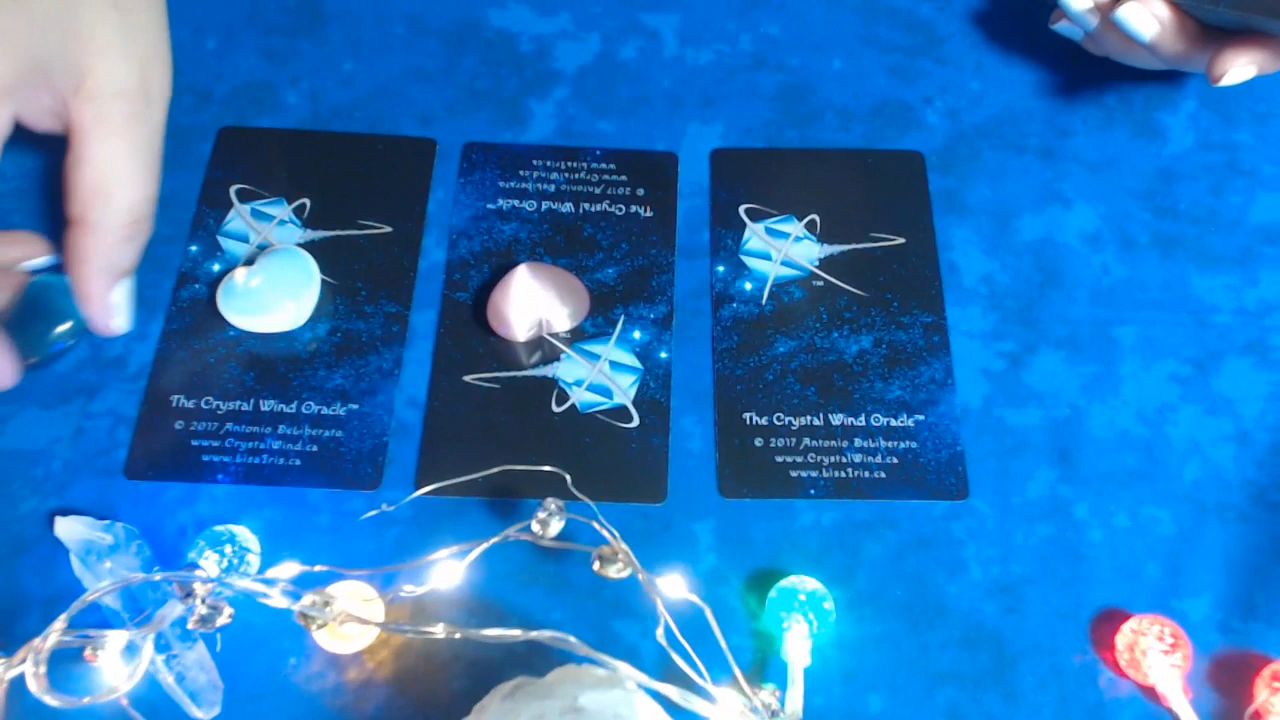 The Crystal Wind Oracle™
© 2017 Antonio DeLiberato
www.CrystalWind.ca
www.LisaIris.ca
The Crystal Wind Oracle™
© 2017 Antonio DeLiberato
www.CrystalWind.ca
www.LisaIris.ca
TM
TM
The Crystal Wind Oracle™
© 2017 Antonio DeLiberato
www.CrystalWind.ca
www.LisaIris.ca